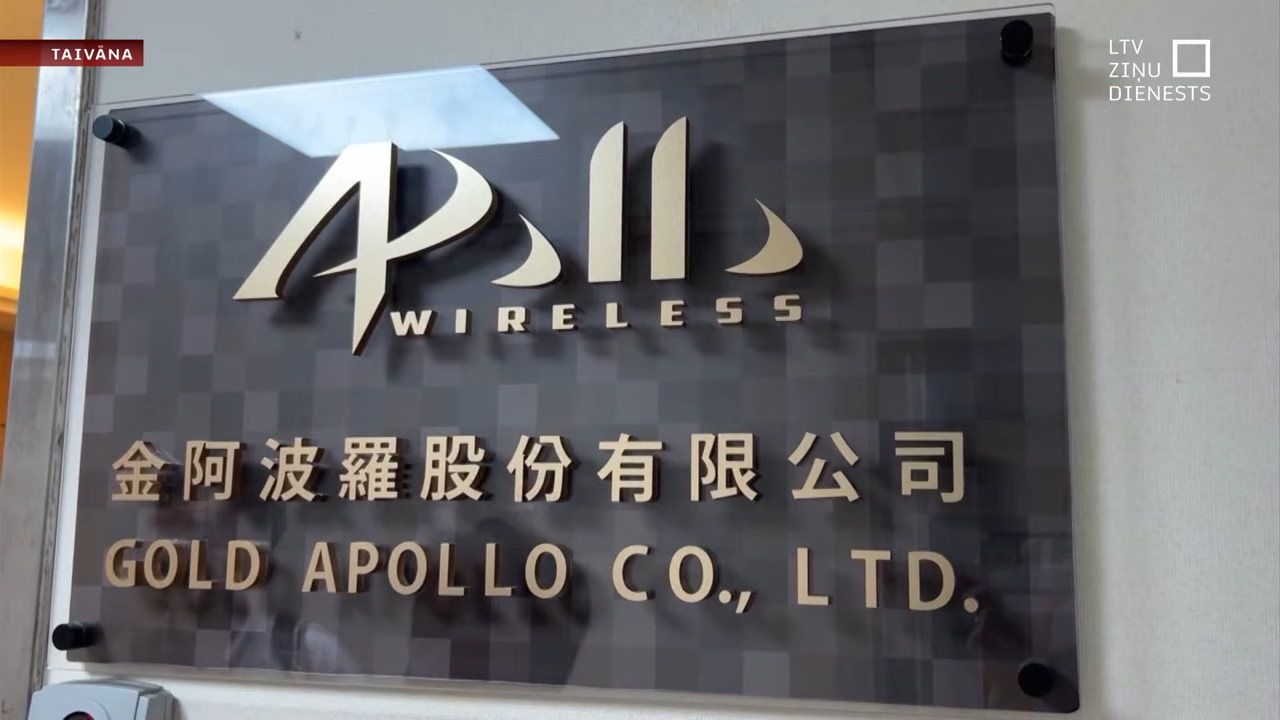 TAIVĀNA
LTV
ZIŅU
DIENESTS
Apollo
WIRELESS
金阿波羅股份有限公司
GOLD APOLLO CO., LTD.